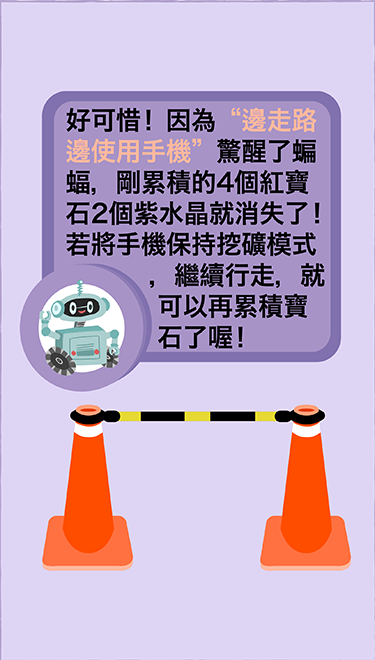 好可惜！因為“邊走路
邊使用手機”驚醒了蝙
蝠，剛累積的4個紅寶
石2個紫水晶就消失了！
若將手機保持挖礦模式
，繼續行走，就
可以再累積寶
石了喔！